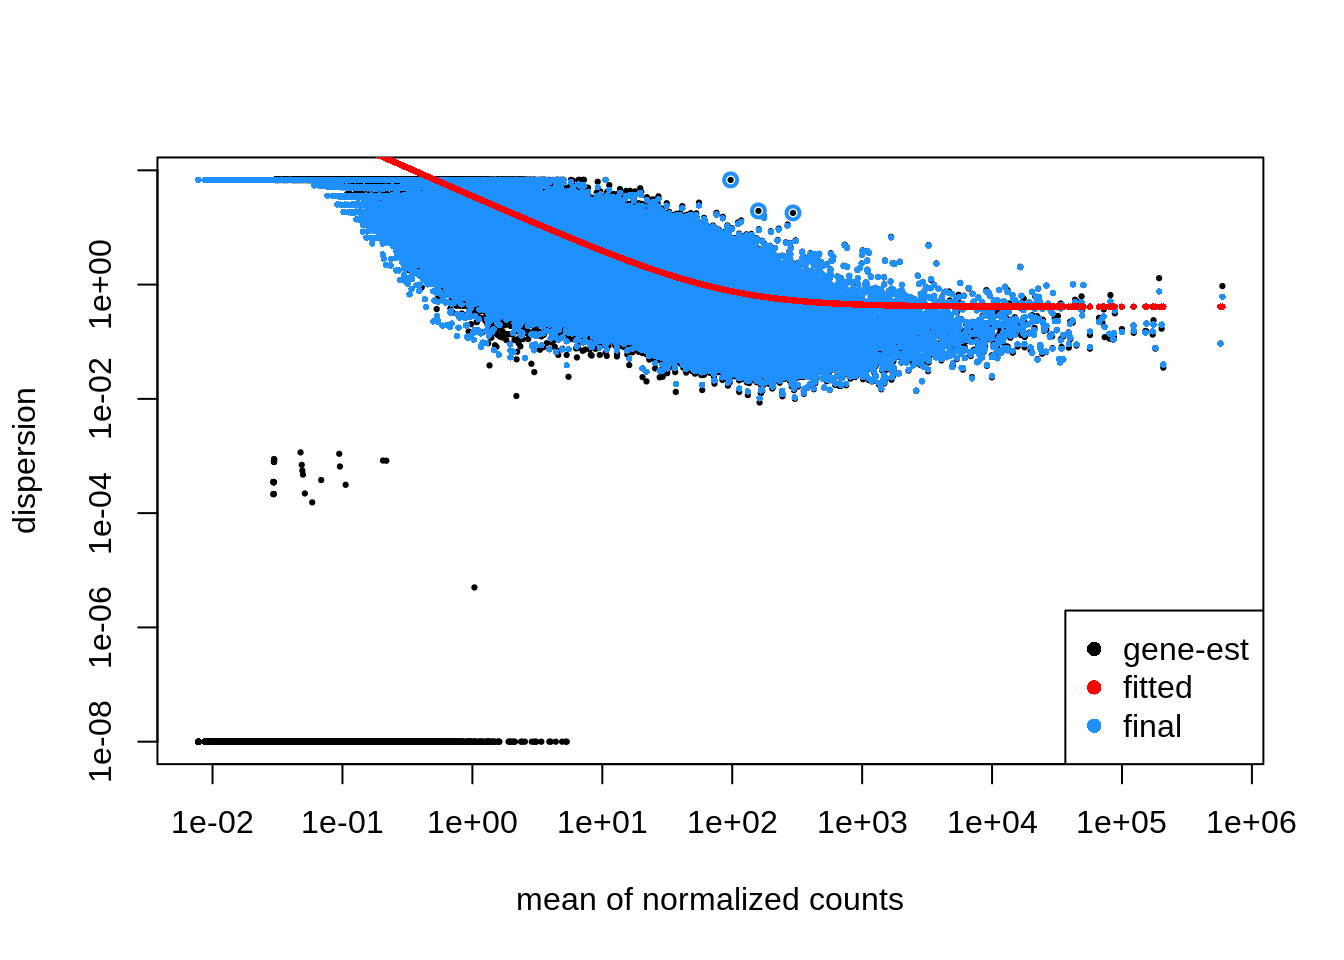 1e+00
1e-02
1e-04
1e-06
1e-08
dispersion
1e-02 1e-01 1e+00 1e+01 1e+02 1e+03 1e+04 1e+05 1e+06
mean of normalized counts
gene-est
fitted
final